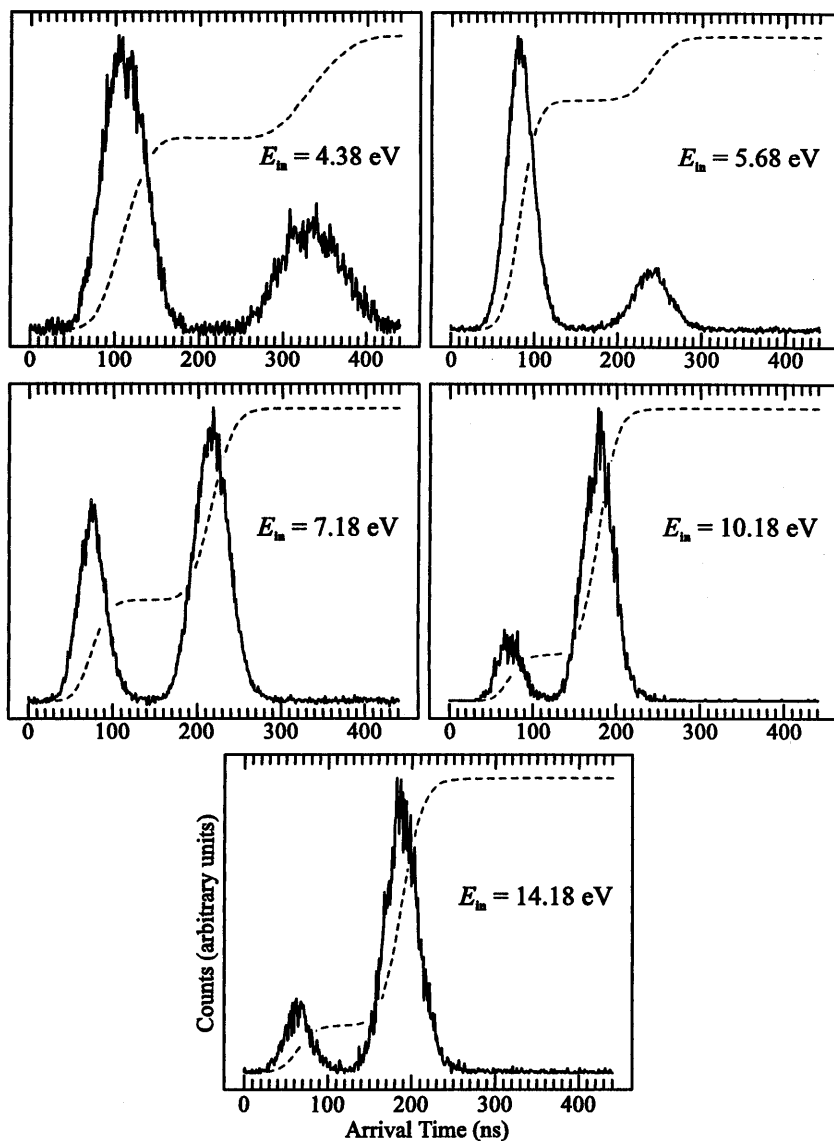 E_in = 4.38 eV
0 100 200 300 400
E_in = 5.68 eV
0 100 200 300 400
E_in = 7.18 eV
0 100 200 300 400
E_in = 10.18 eV
0 100 200 300 400
E_in = 14.18 eV
Counts (arbitrary units)
0 100 200 300 400
Arrival Time (ns)